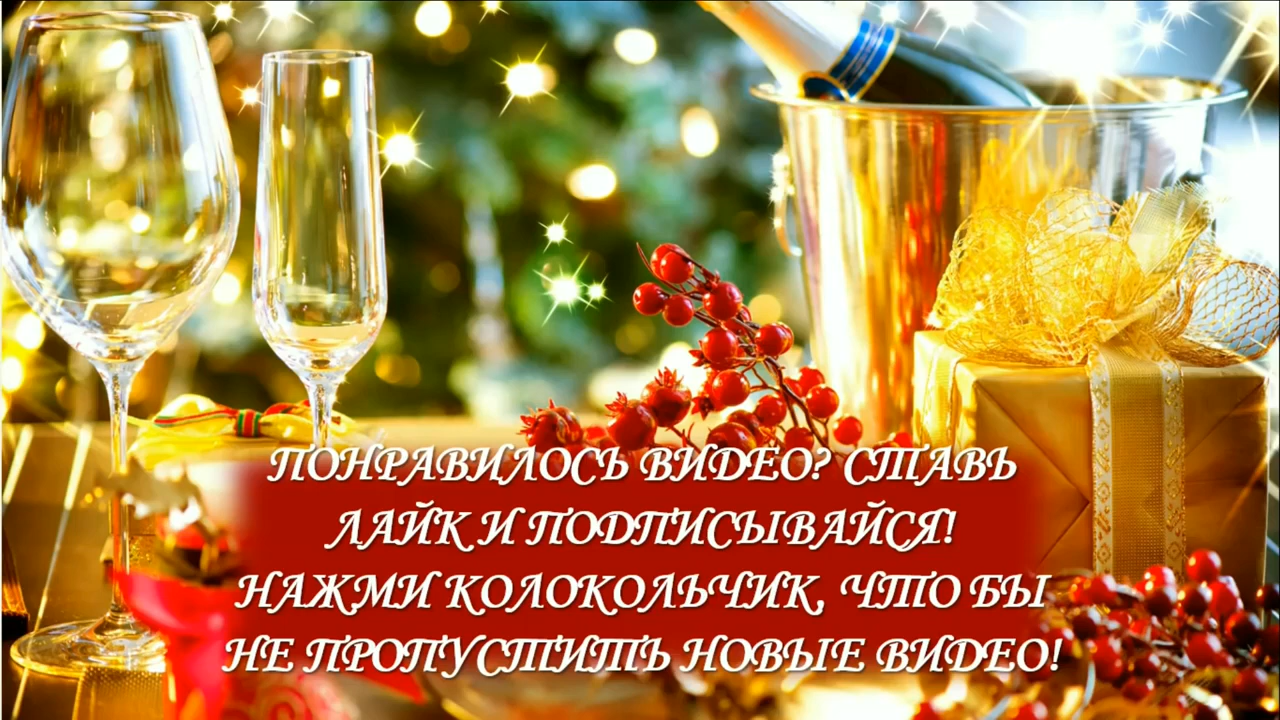 ПОНРАВИЛОСЬ ВИДЕО? СТАВЬ
ЛАЙК И ПОДПИСЫВАЙСЯ!
НАЖМИ КОЛОКОЛЬЧИК, ЧТО БЫ
НЕ ПРОПУСТИТЬ НОВЫЕ ВИДЕО!